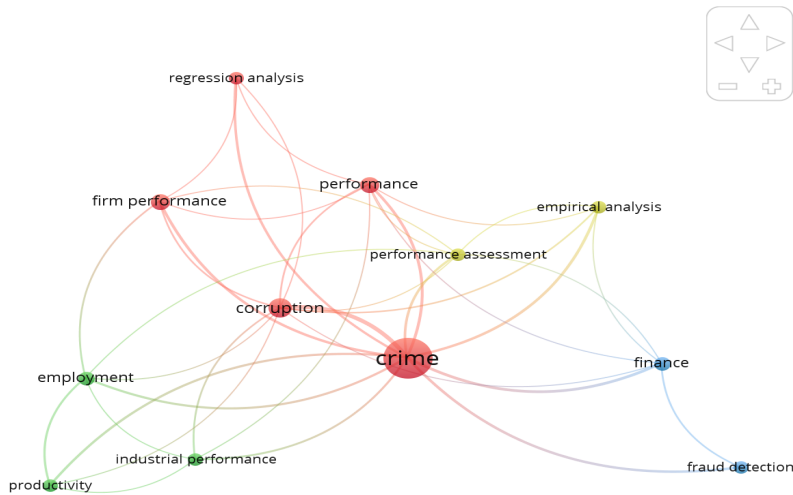 regression analysis
performance
firm performance
empirical analysis
performance assessment
corruption
crime
finance
employment
industrial performance
fraud detection
productivity